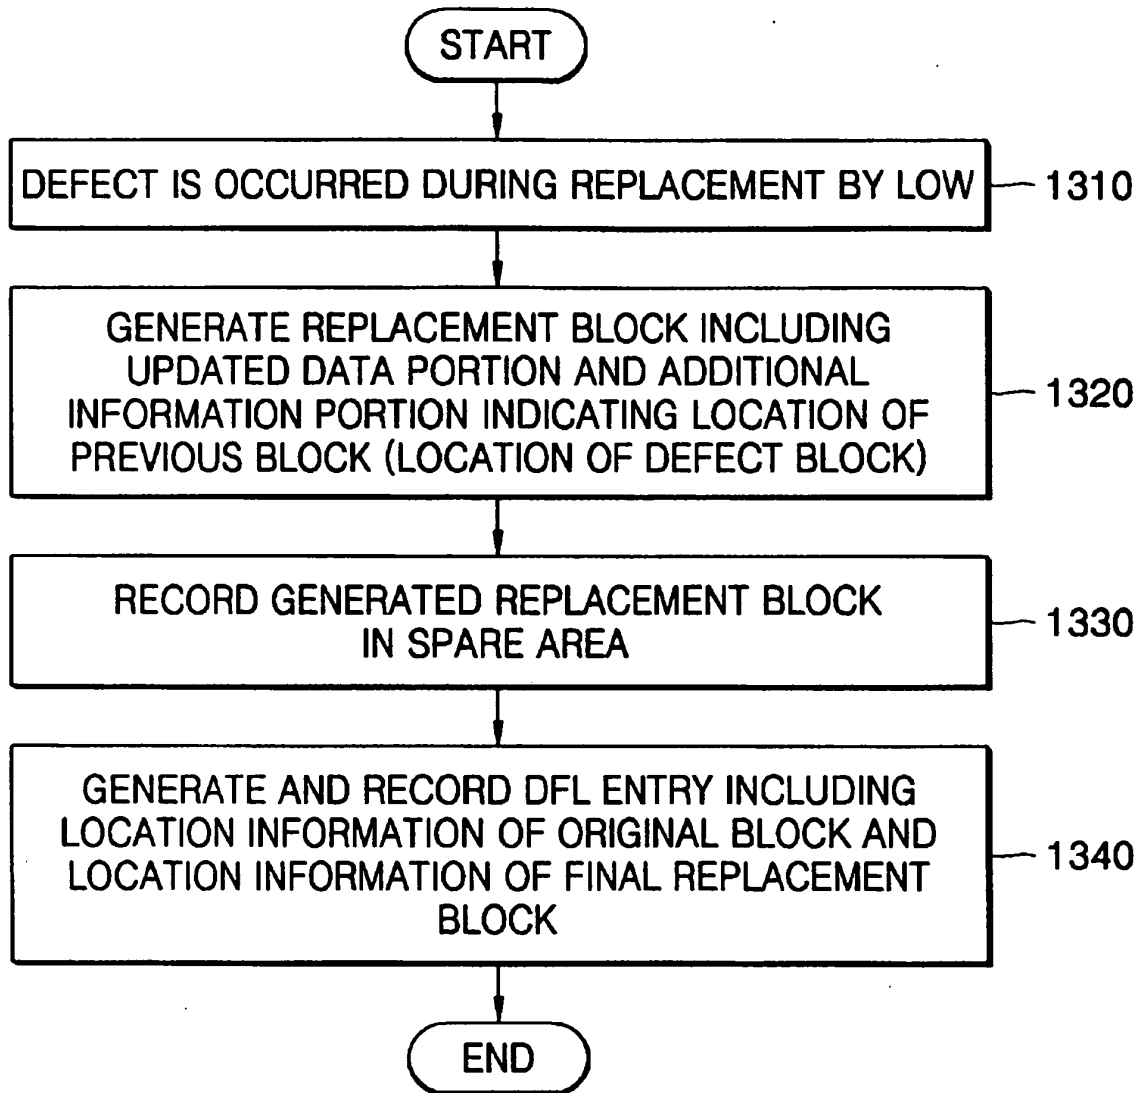 START
DEFECT IS OCCURRED DURING REPLACEMENT BY LOW
1310
GENERATE REPLACEMENT BLOCK INCLUDING
UPDATED DATA PORTION AND ADDITIONAL
INFORMATION PORTION INDICATING LOCATION OF
PREVIOUS BLOCK (LOCATION OF DEFECT BLOCK)
1320
RECORD GENERATED REPLACEMENT BLOCK
IN SPARE AREA
1330
GENERATE AND RECORD DFL ENTRY INCLUDING
LOCATION INFORMATION OF ORIGINAL BLOCK AND
LOCATION INFORMATION OF FINAL REPLACEMENT
BLOCK
1340
END